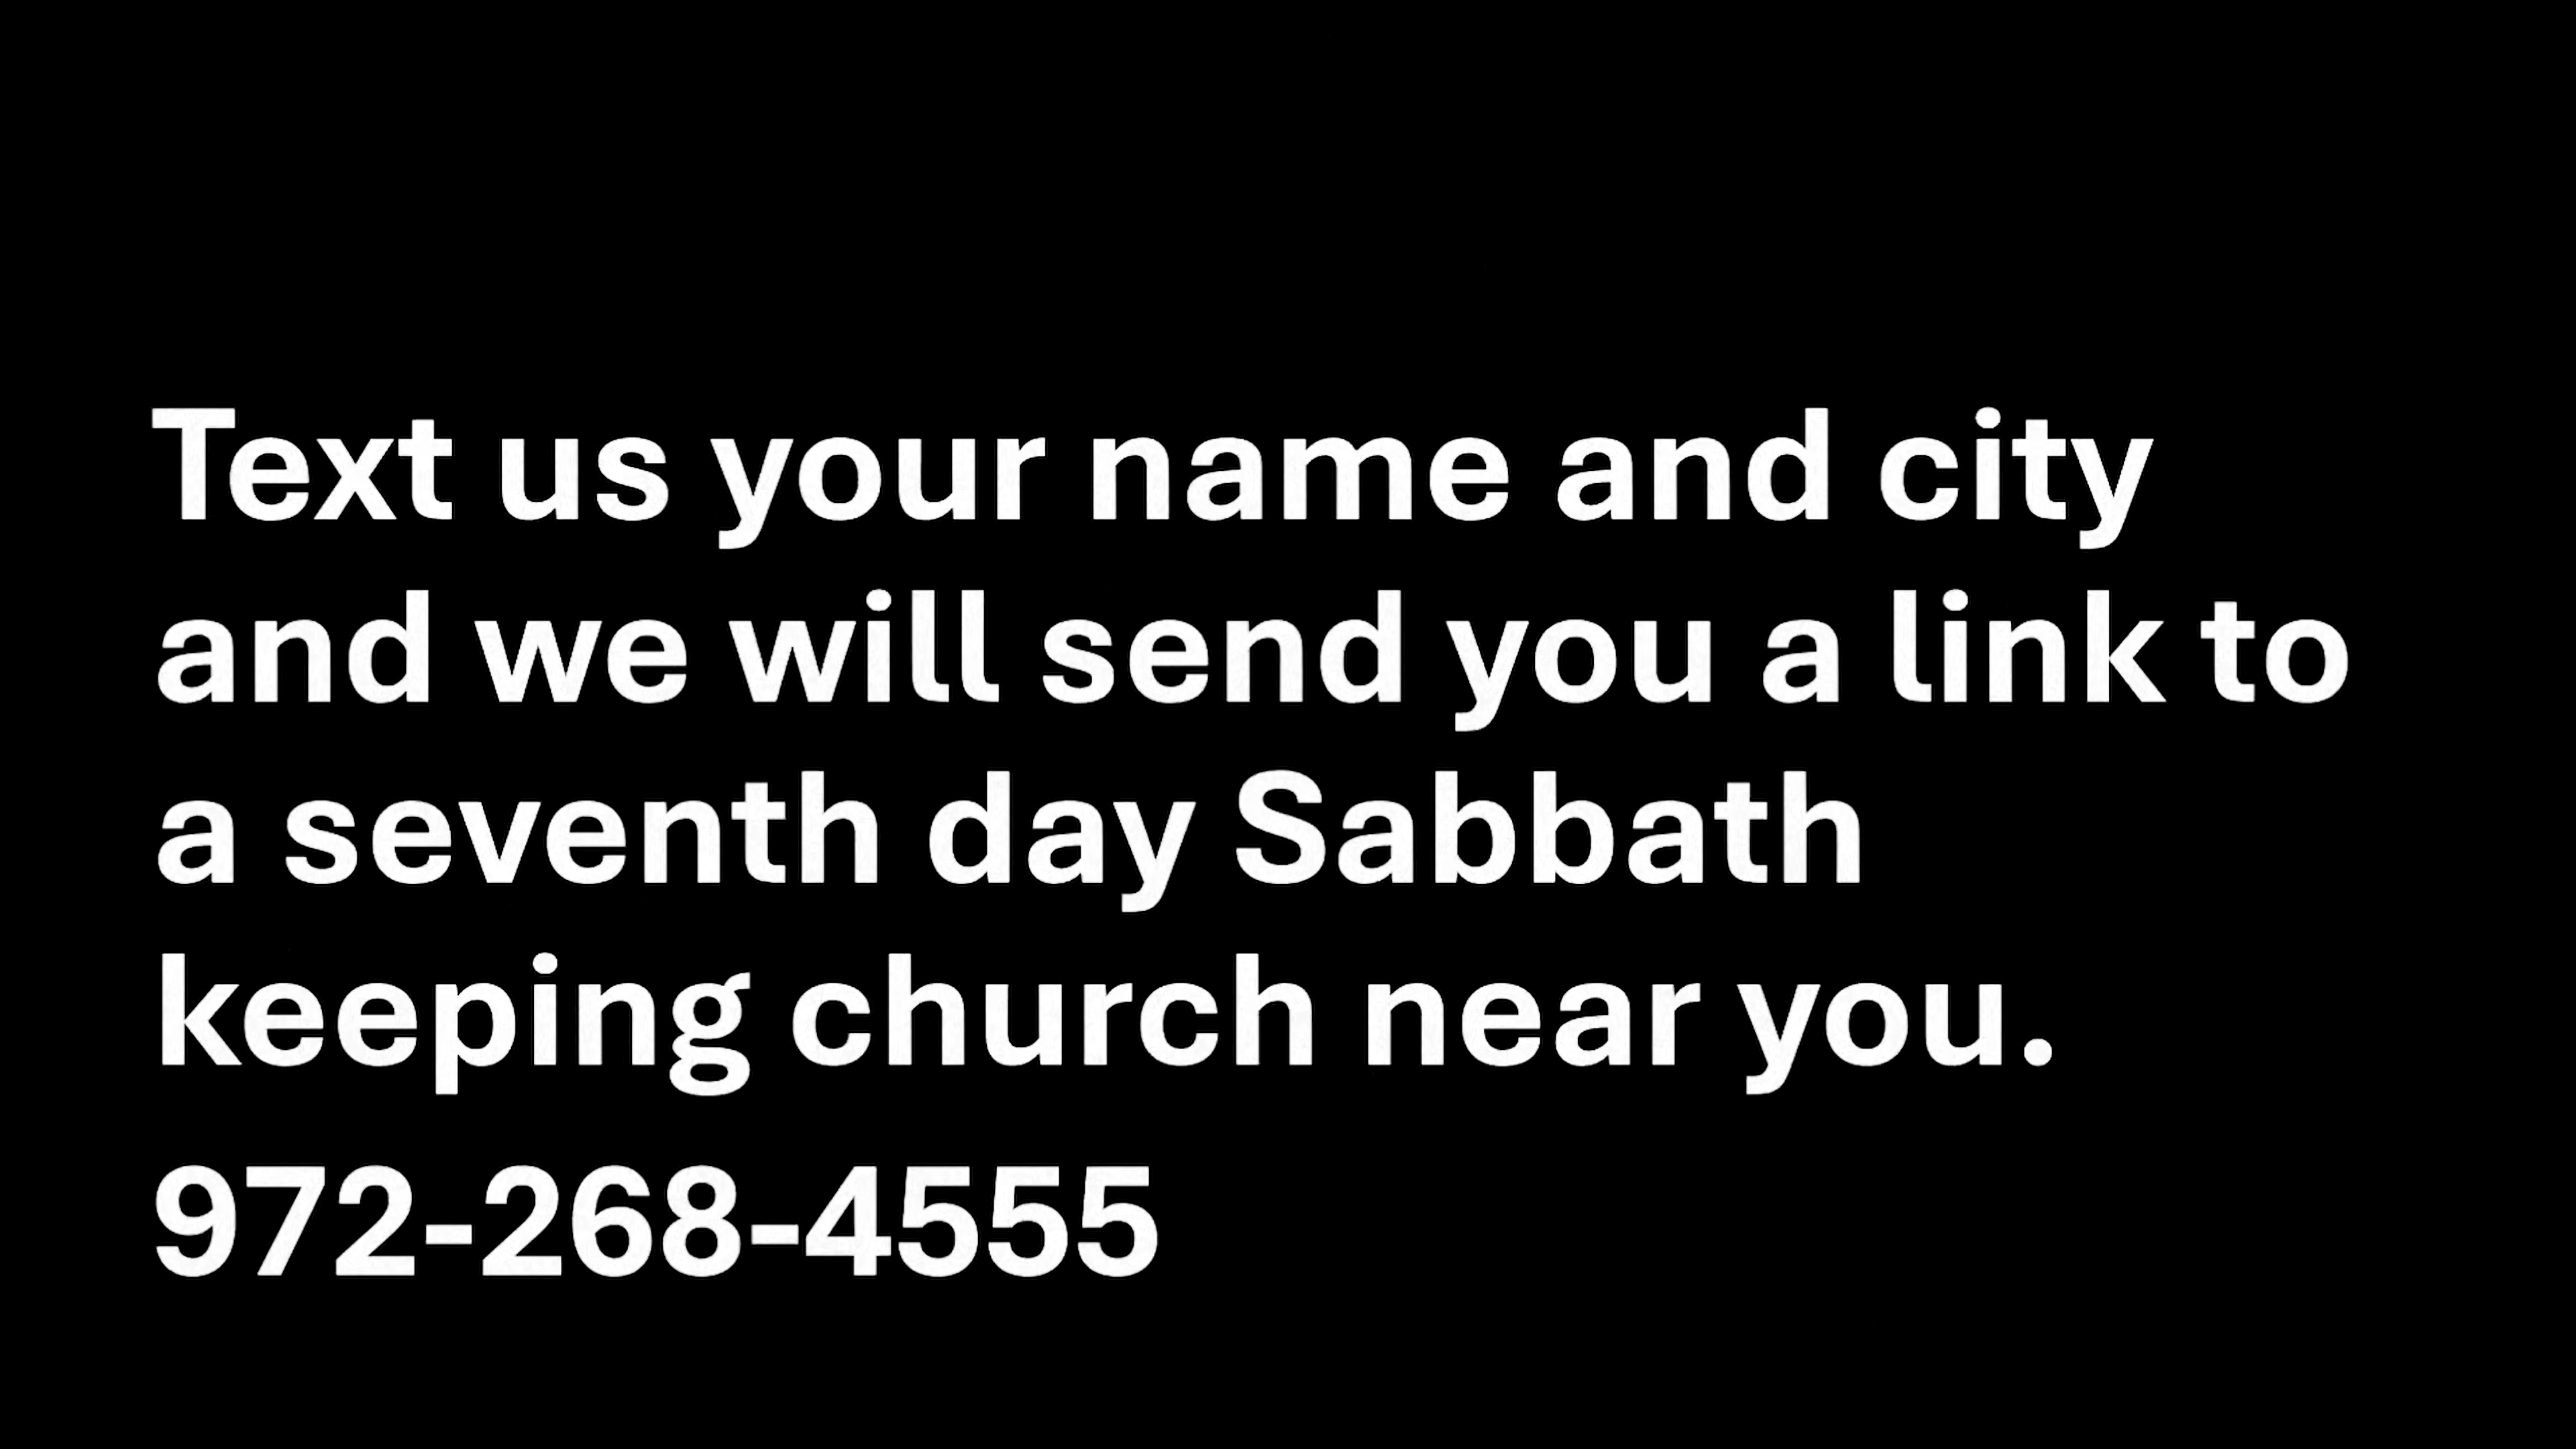 Text us your name and city
and we will send you a link to
a seventh day Sabbath
keeping church near you.
972-268-4555